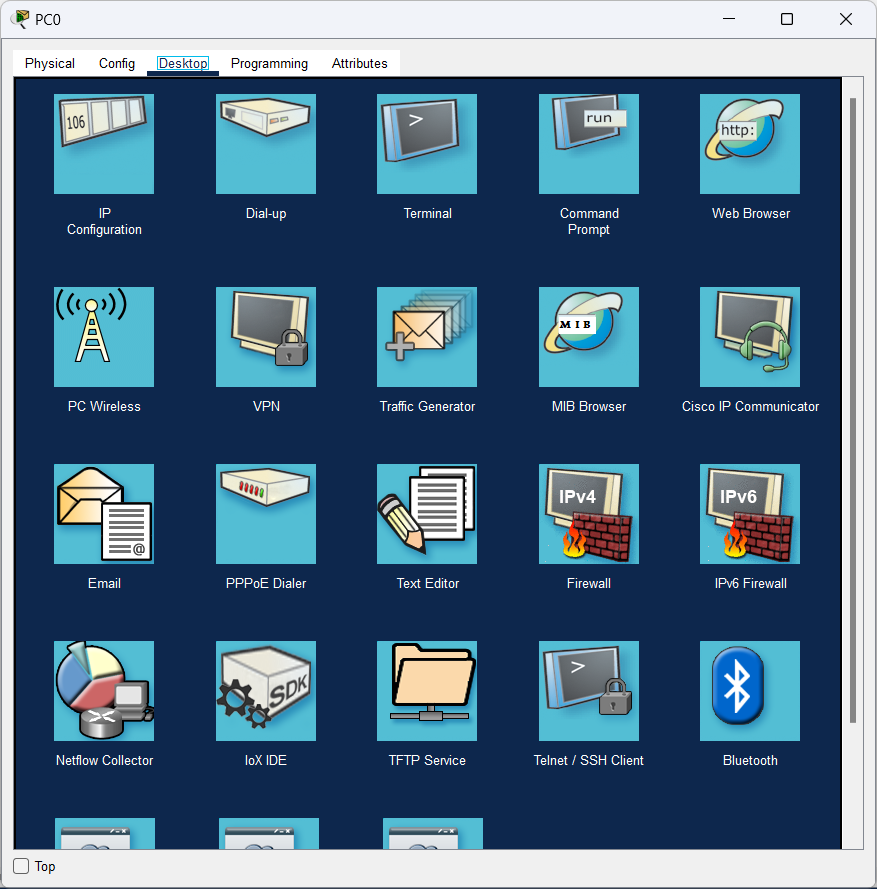 PC0
Physical Config Desktop Programming Attributes
106
>
run
http:
IP
Configuration
Dial-up
Terminal
Command
Prompt
Web Browser
MIB
PC Wireless
VPN
Traffic Generator
MIB Browser
Cisco IP Communicator
@
IPv4
IPv6
Email
PPPoE Dialer
Text Editor
Firewall
IPv6 Firewall
SDK
>
Netflow Collector
IoX IDE
TFTP Service
Telnet / SSH Client
Bluetooth
Top